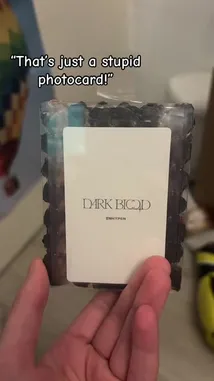 "That's just a stupid
photocard!"
DARK BLOOD
ENHYPEN